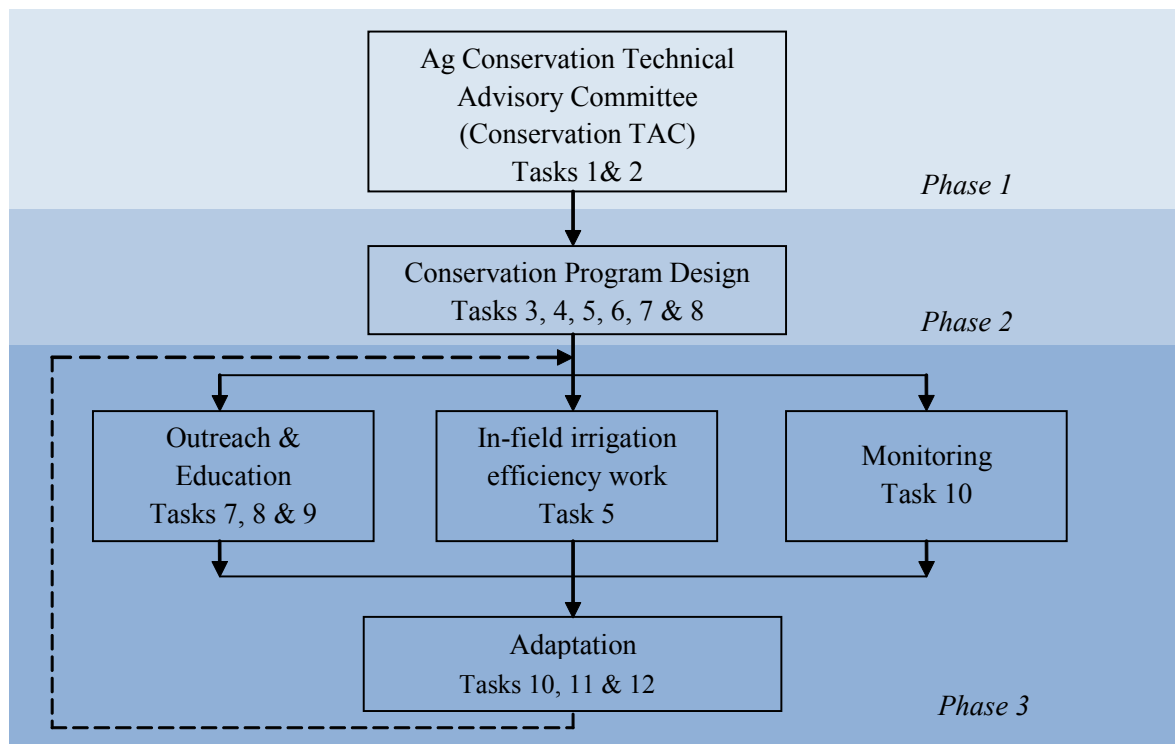 Ag Conservation Technical
Advisory Committee
(Conservation TAC)
Tasks 1& 2
Phase 1
Conservation Program Design
Tasks 3, 4, 5, 6, 7 & 8
Phase 2
Outreach &
Education
Tasks 7, 8 & 9
In-field irrigation
efficiency work
Task 5
Monitoring
Task 10
Adaptation
Tasks 10, 11 & 12
Phase 3